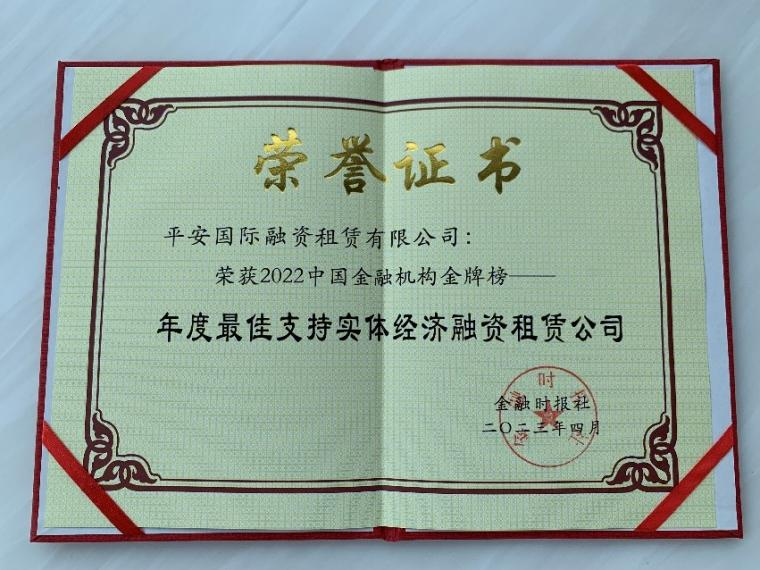 荣誉证书
平安国际融资租赁有限公司：
荣获2022中国金融机构金牌榜——
年度最佳支持实体经济融资租赁公司
金融时报社
二〇二三年四月